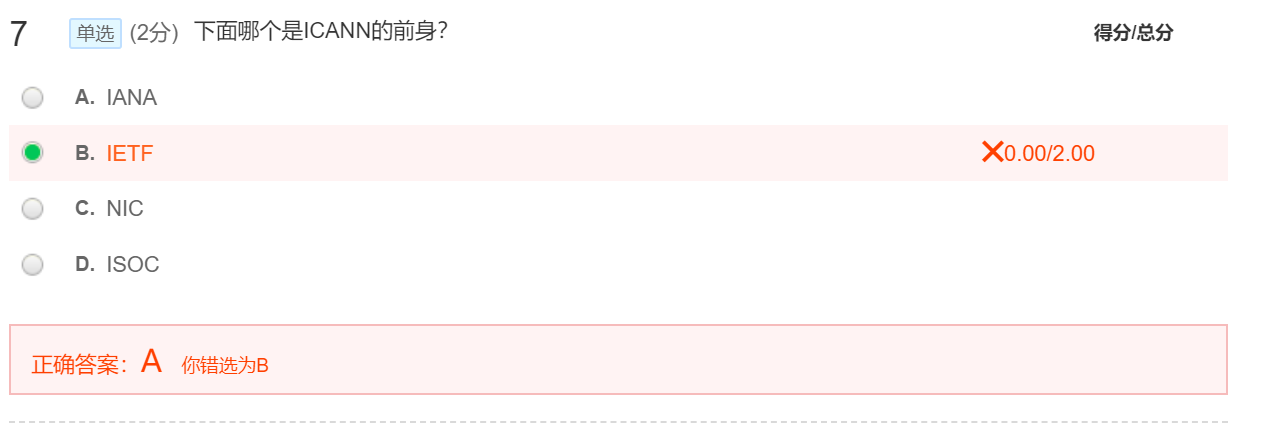 7 单选 (2分) 下面哪个是ICANN的前身? 得分/总分
A. IANA
B. IETF ×0.00/2.00
C. NIC
D. ISOC
正确答案：A 你错选为B